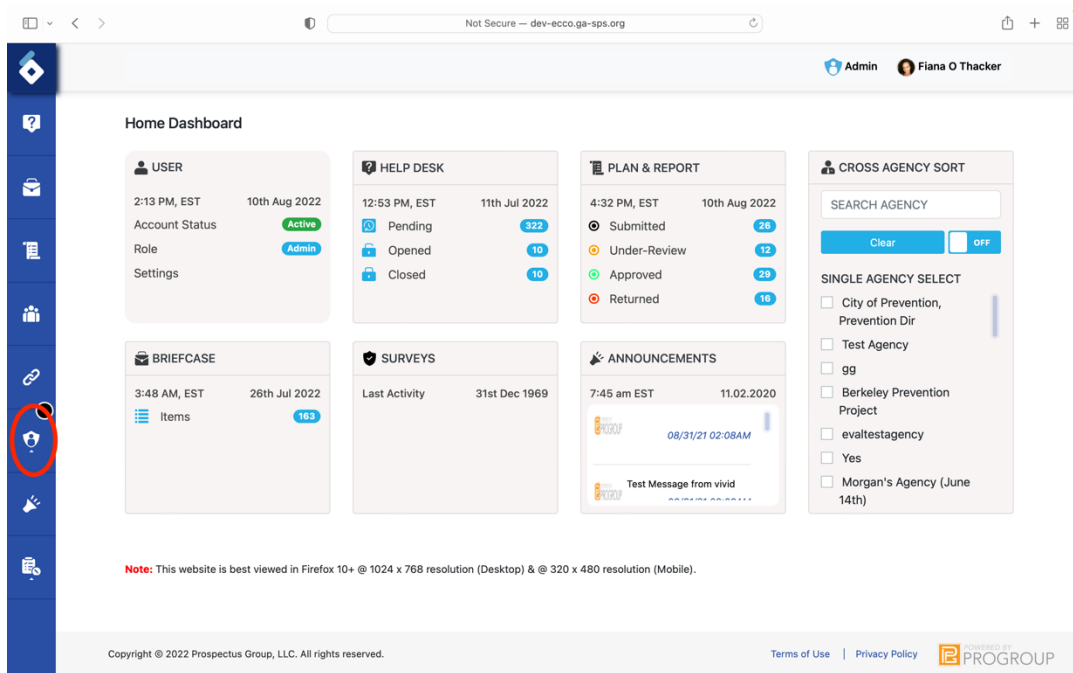 Not Secure — dev-ecco.ga-sps.org
Admin
Fiana O Thacker
Home Dashboard
USER
2:13 PM, EST 10th Aug 2022
Account Status Active
Role Admin
Settings
HELP DESK
12:53 PM, EST 11th Jul 2022
Pending 322
Opened 10
Closed 10
PLAN & REPORT
4:32 PM, EST 10th Aug 2022
Submitted 26
Under-Review 12
Approved 29
Returned 16
CROSS AGENCY SORT
SEARCH AGENCY
Clear OFF
SINGLE AGENCY SELECT
City of Prevention,
Prevention Dir
Test Agency
gg
Berkeley Prevention
Project
evaltestagency
Yes
Morgan's Agency (June
14th)
BRIEFCASE
3:48 AM, EST 26th Jul 2022
Items 163
SURVEYS
Last Activity 31st Dec 1969
ANNOUNCEMENTS
7:45 am EST 11.02.2020
PROGROUP
08/31/21 02:08AM
Test Message from vivid
PROGROUP
Note: This website is best viewed in Firefox 10+ @ 1024 x 768 resolution (Desktop) & @ 320 x 480 resolution (Mobile).
Copyright © 2022 Prospectus Group, LLC. All rights reserved.
Terms of Use | Privacy Policy
POWERED BY
PROGROUP